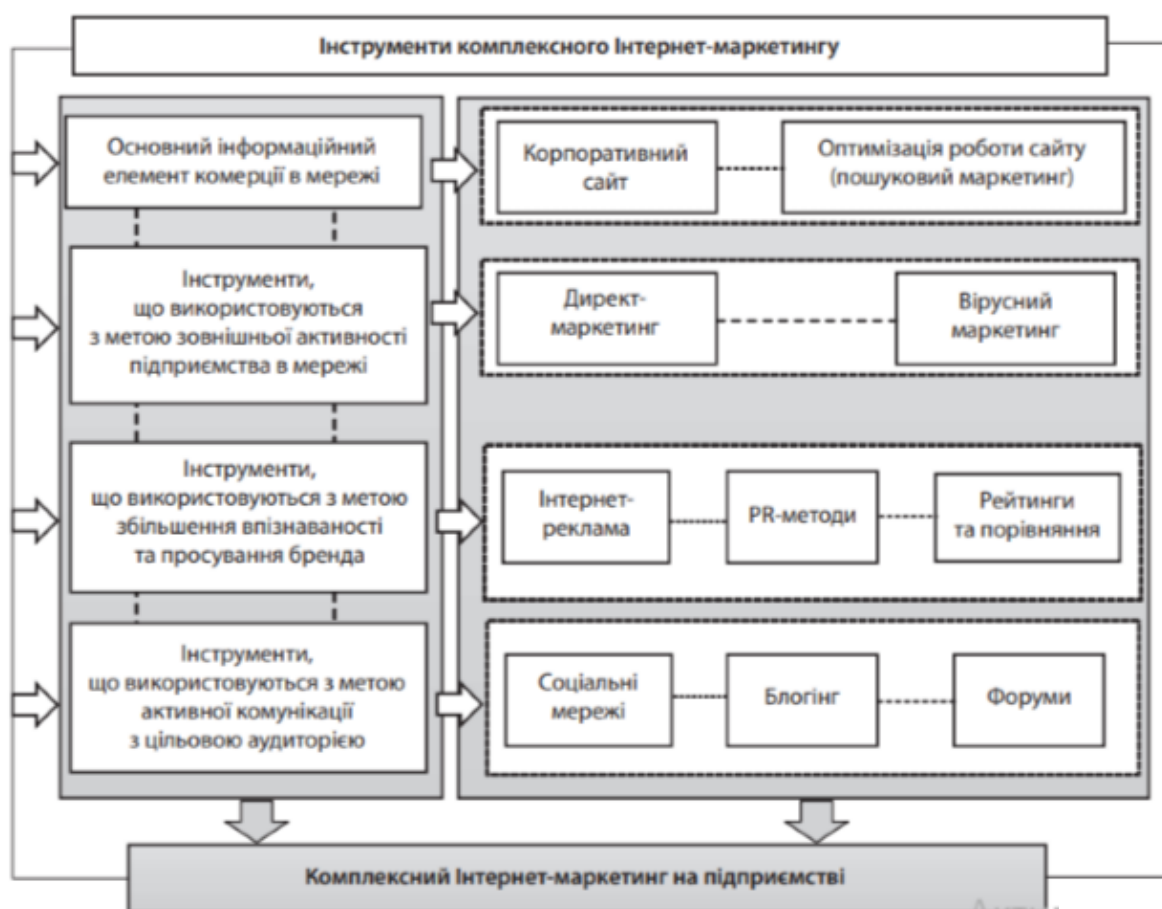 Інструменти комплексного Інтернет-маркетингу
Основний інформаційний
елемент комерції в мережі
Корпоративний
сайт
Оптимізація роботи сайту
(пошуковий маркетинг)
Інструменти,
що використовуються
з метою зовнішньої активності
підприємства в мережі
Директ-
маркетинг
Вірусний
маркетинг
Інструменти,
що використовуються з метою
збільшення впізнаваності
та просування бренда
Інтернет-
реклама
PR-методи
Рейтинги
та порівняння
Інструменти,
що використовуються з метою
активної комунікації
з цільовою аудиторією
Соціальні
мережі
Блогінг
Форуми
Комплексний Інтернет-маркетинг на підприємстві